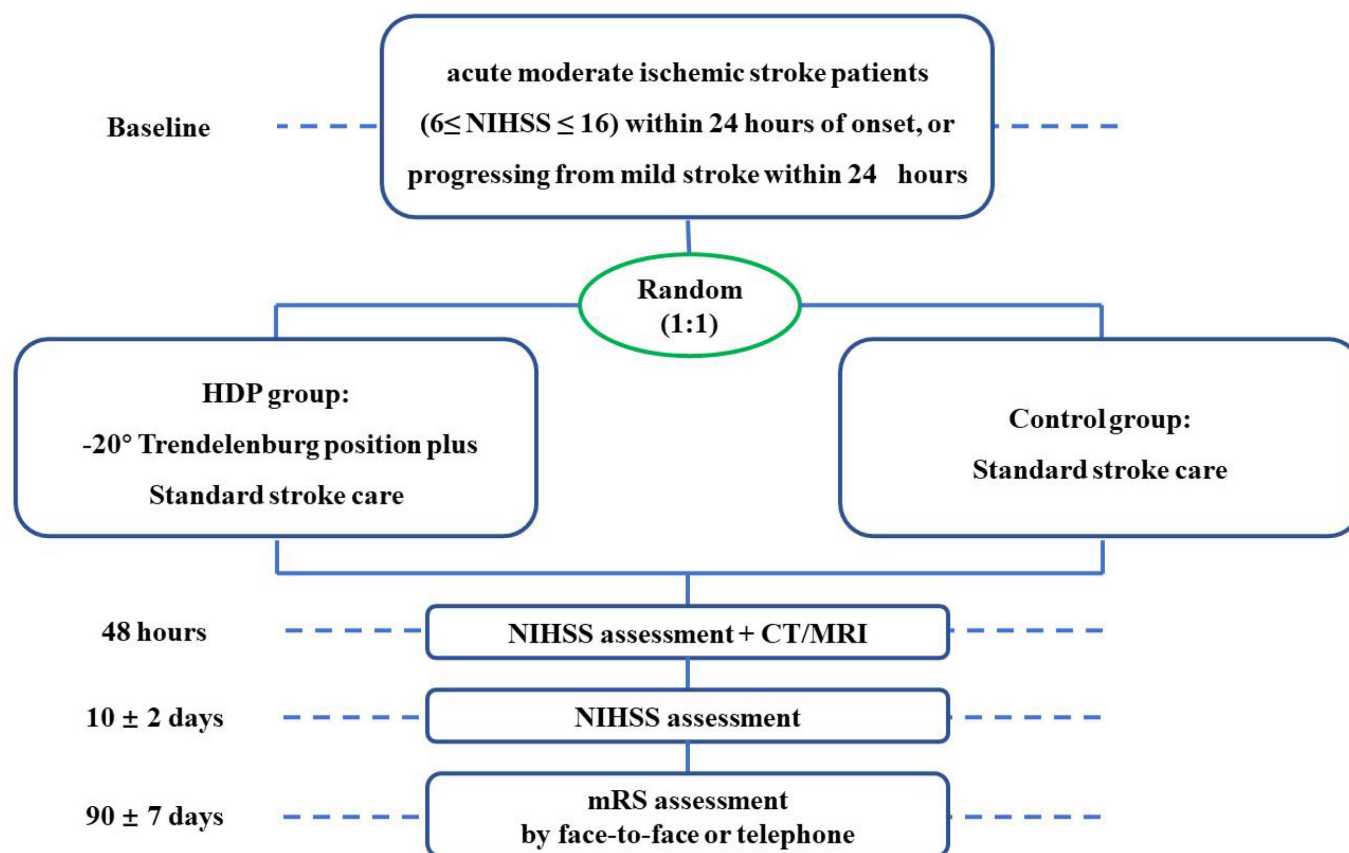 acute moderate ischemic stroke patients
Baseline
(6≤ NIHSS ≤ 16) within 24 hours of onset, or
progressing from mild stroke within 24 hours
Random
(1:1)
HDP group:
-20° Trendelenburg position plus
Standard stroke care
Control group:
Standard stroke care
48 hours
NIHSS assessment + CT/MRI
10 ± 2 days
NIHSS assessment
90 ± 7 days
mRS assessment
by face-to-face or telephone